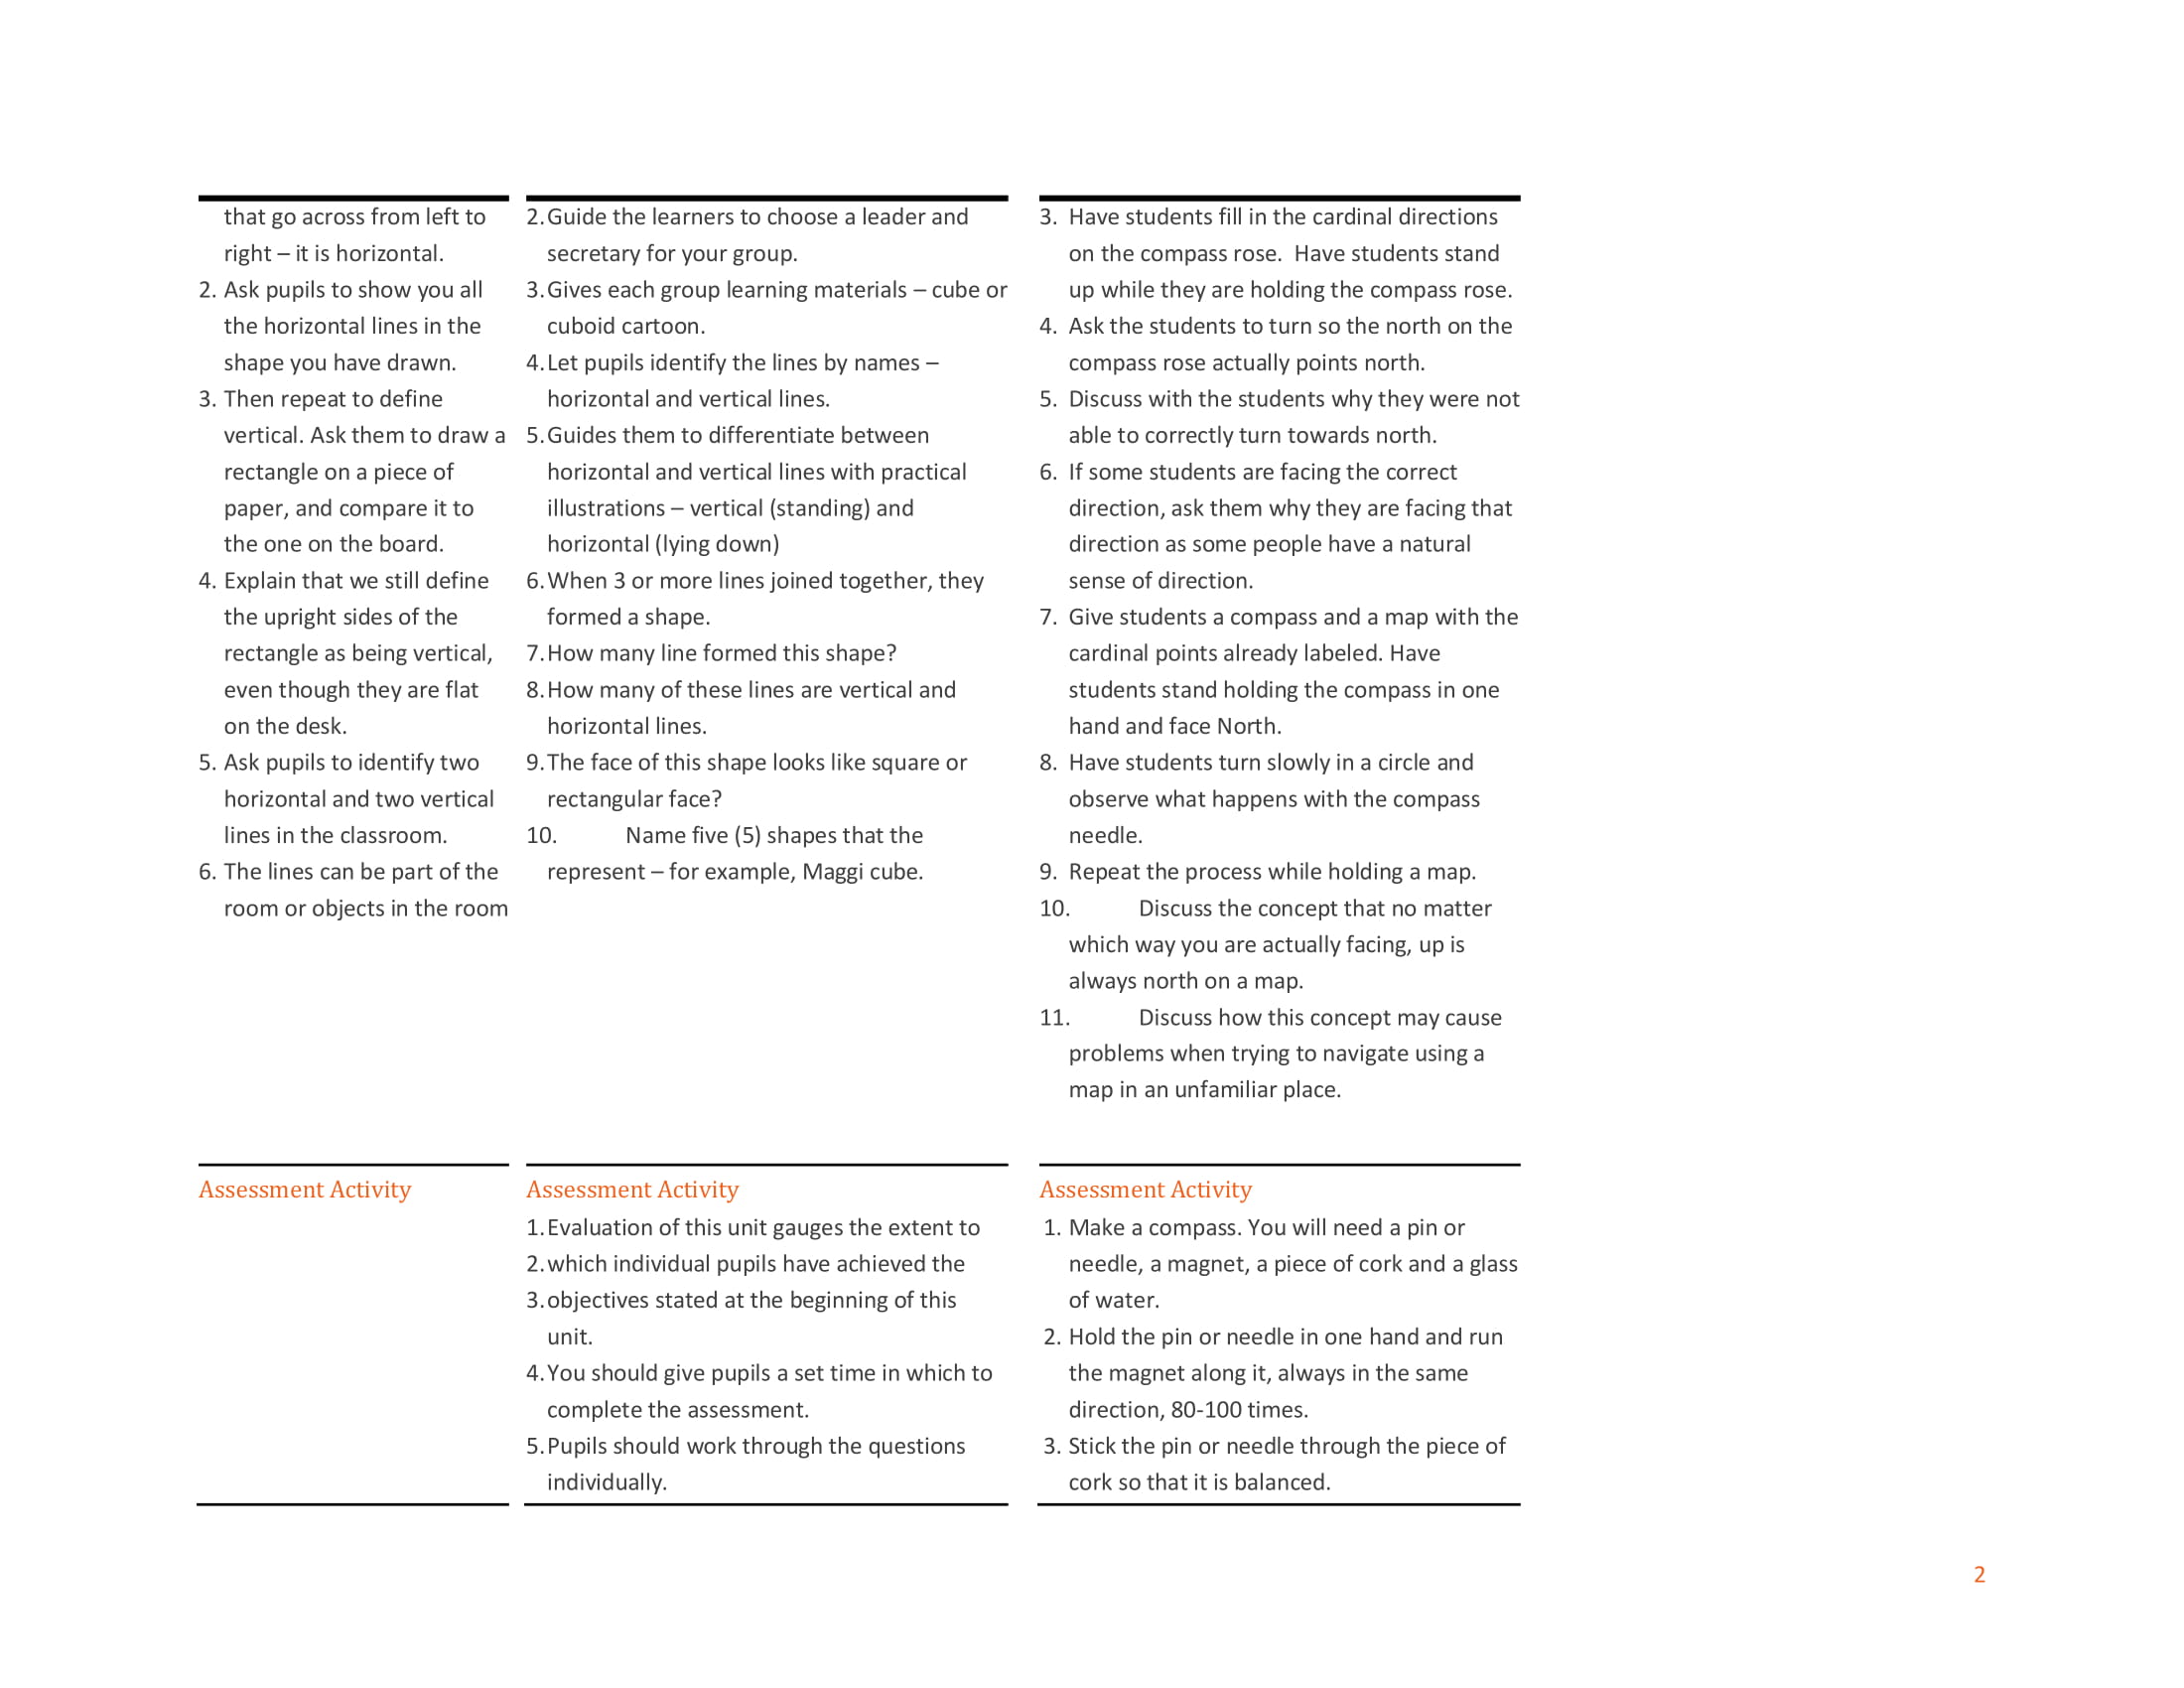 that go across from left to
right – it is horizontal.
2. Ask pupils to show you all
the horizontal lines in the
shape you have drawn.
3. Then repeat to define
vertical. Ask them to draw a
rectangle on a piece of
paper, and compare it to
the one on the board.
4. Explain that we still define
the upright sides of the
rectangle as being vertical,
even though they are flat
on the desk.
5. Ask pupils to identify two
horizontal and two vertical
lines in the classroom.
6. The lines can be part of the
room or objects in the room
2. Guide the learners to choose a leader and
secretary for your group.
3. Gives each group learning materials – cube or
cuboid cartoon.
4. Let pupils identify the lines by names –
horizontal and vertical lines.
5. Guides them to differentiate between
horizontal and vertical lines with practical
illustrations – vertical (standing) and
horizontal (lying down)
6. When 3 or more lines joined together, they
formed a shape.
7. How many line formed this shape?
8. How many of these lines are vertical and
horizontal lines.
9. The face of this shape looks like square or
rectangular face?
10. Name five (5) shapes that the
represent – for example, Maggi cube.
3. Have students fill in the cardinal directions
on the compass rose. Have students stand
up while they are holding the compass rose.
4. Ask the students to turn so the north on the
compass rose actually points north.
5. Discuss with the students why they were not
able to correctly turn towards north.
6. If some students are facing the correct
direction, ask them why they are facing that
direction as some people have a natural
sense of direction.
7. Give students a compass and a map with the
cardinal points already labeled. Have
students stand holding the compass in one
hand and face North.
8. Have students turn slowly in a circle and
observe what happens with the compass
needle.
9. Repeat the process while holding a map.
10. Discuss the concept that no matter
which way you are actually facing, up is
always north on a map.
11. Discuss how this concept may cause
problems when trying to navigate using a
map in an unfamiliar place.
Assessment Activity
Assessment Activity
1. Evaluation of this unit gauges the extent to
2. which individual pupils have achieved the
3. objectives stated at the beginning of this
unit.
4. You should give pupils a set time in which to
complete the assessment.
5. Pupils should work through the questions
individually.
Assessment Activity
1. Make a compass. You will need a pin or
needle, a magnet, a piece of cork and a glass
of water.
2. Hold the pin or needle in one hand and run
the magnet along it, always in the same
direction, 80-100 times.
3. Stick the pin or needle through the piece of
cork so that it is balanced.
2